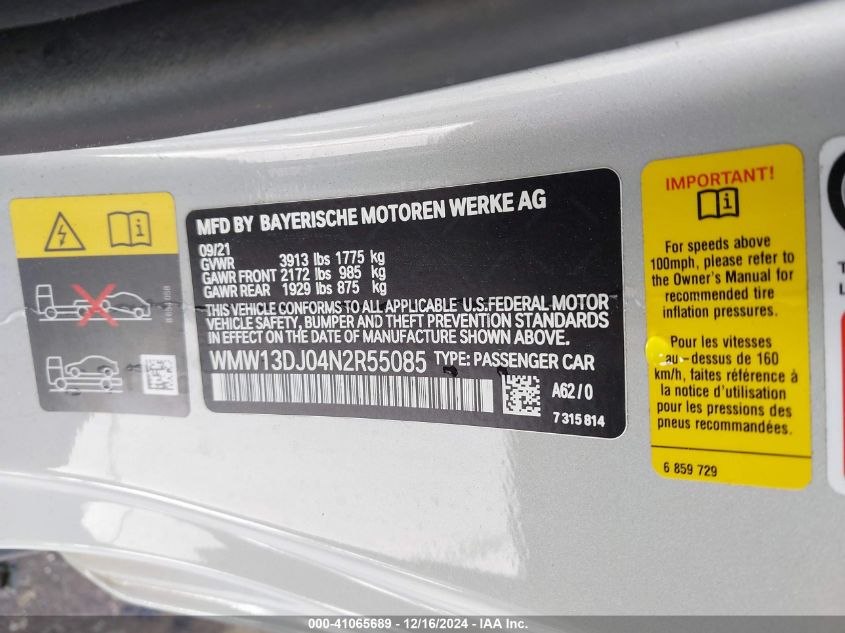 MFD BY BAYERISCHE MOTOREN WERKE AG
09/21
GVWR 3913 lbs 1775 kg
GAWR FRONT 2172 lbs 985 kg
GAWR REAR 1929 lbs 875 kg
THIS VEHICLE CONFORMS TO ALL APPLICABLE U.S.FEDERAL MOTOR
VEHICLE SAFETY, BUMPER AND THEFT PREVENTION STANDARDS
IN EFFECT ON THE DATE OF MANUFACTURE SHOWN ABOVE.
WMW13DJ04N2R55085 TYPE: PASSENGER CAR
A62/0
7 315 814
IMPORTANT!
For speeds above
100mph, please refer to
the Owner's Manual for
recommended tire
inflation pressures.
Pour les vitesses
au-dessus de 160
km/h, faites référence à
la notice d'utilisation
pour les pressions des
pneus recommandées.
6 859 729
000-41065689 - 12/16/2024 - IAA, Inc.